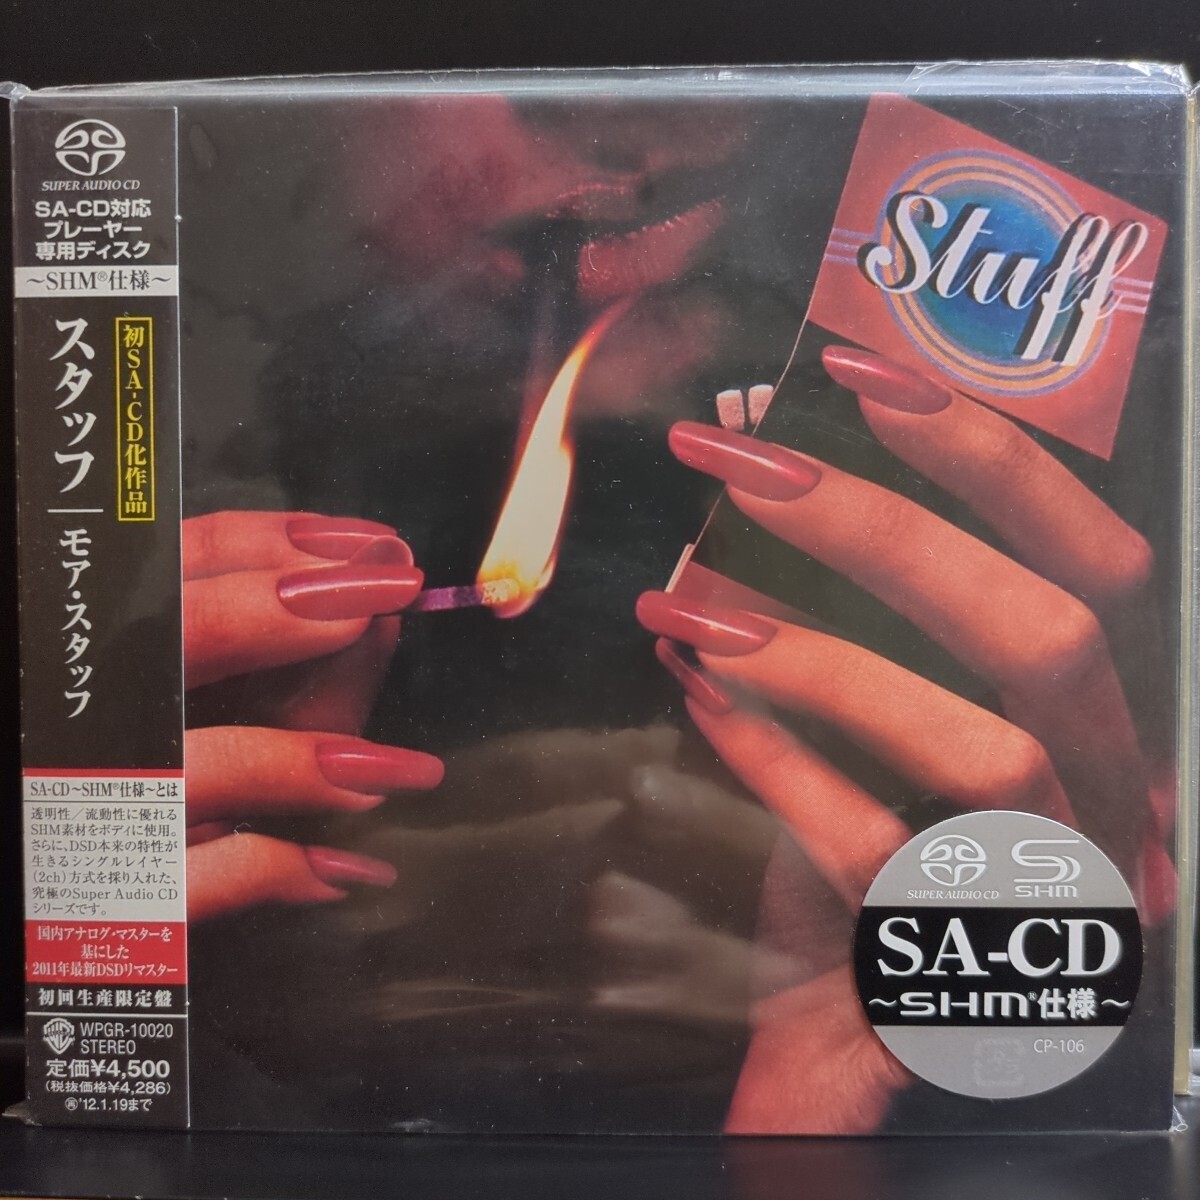 SUPER AUDIO CD
SA-CD対応
プレーヤー
専用ディスク
～SHM®仕様～
初SA-CD化作品
スタッフ｜モア・スタッフ
SA-CD～SHM®仕様～とは
透明性／流動性に優れる
SHM素材をボディに使用。
さらに、DSD本来の特性が
生きるシングルレイヤー
(2ch)方式を採り入れた、
究極のSuper Audio CD
シリーズです。
国内アナログ・マスターを
基にした
2011年最新DSDリマスター
初回生産限定盤
WPGR-10020
STEREO
定価¥4,500
(税抜価格¥4,286)
㋳'12.1.19まで
Stuff
SUPER AUDIO CD
SHM
SA-CD
～SHM®仕様～
CP-106